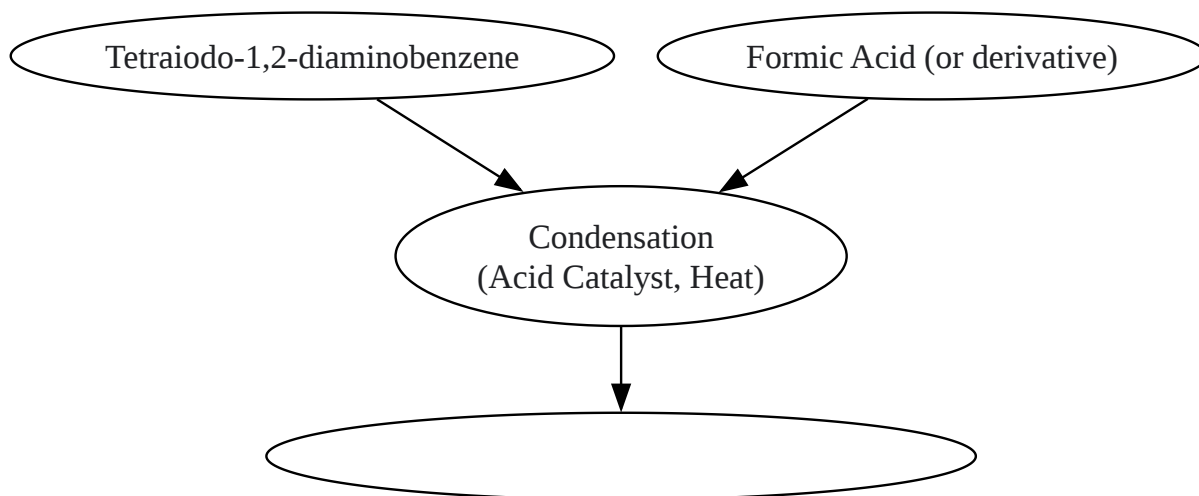 Tetraiodo-1,2-diaminobenzene
Formic Acid (or derivative)
Condensation
(Acid Catalyst, Heat)